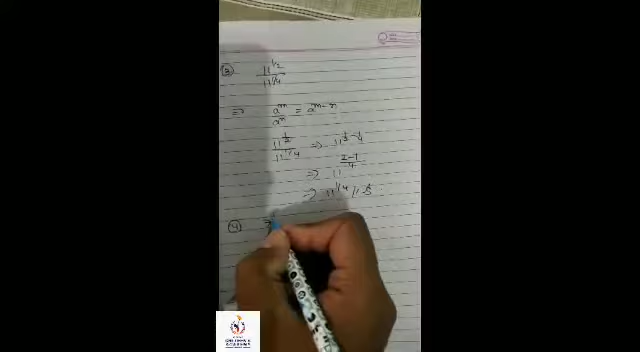 ③ 11^1/2 / 11^1/4
=> a^m / a^n = a^m-n
11^1/2 / 11^1/4 => 11^1/2-1/4
=> 11^2-1/4
=> 11^1/4 //
④ 7